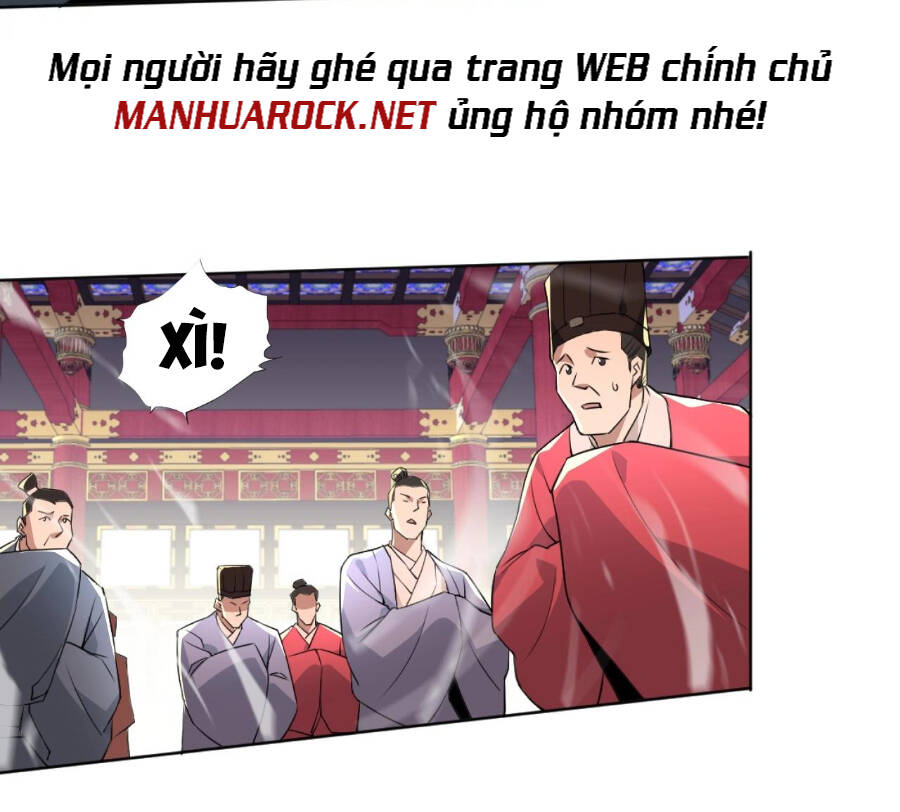 Mọi người hãy ghé qua trang WEB chính chủ
MANHUAROCK.NET ủng hộ nhóm nhé!
XÌ!